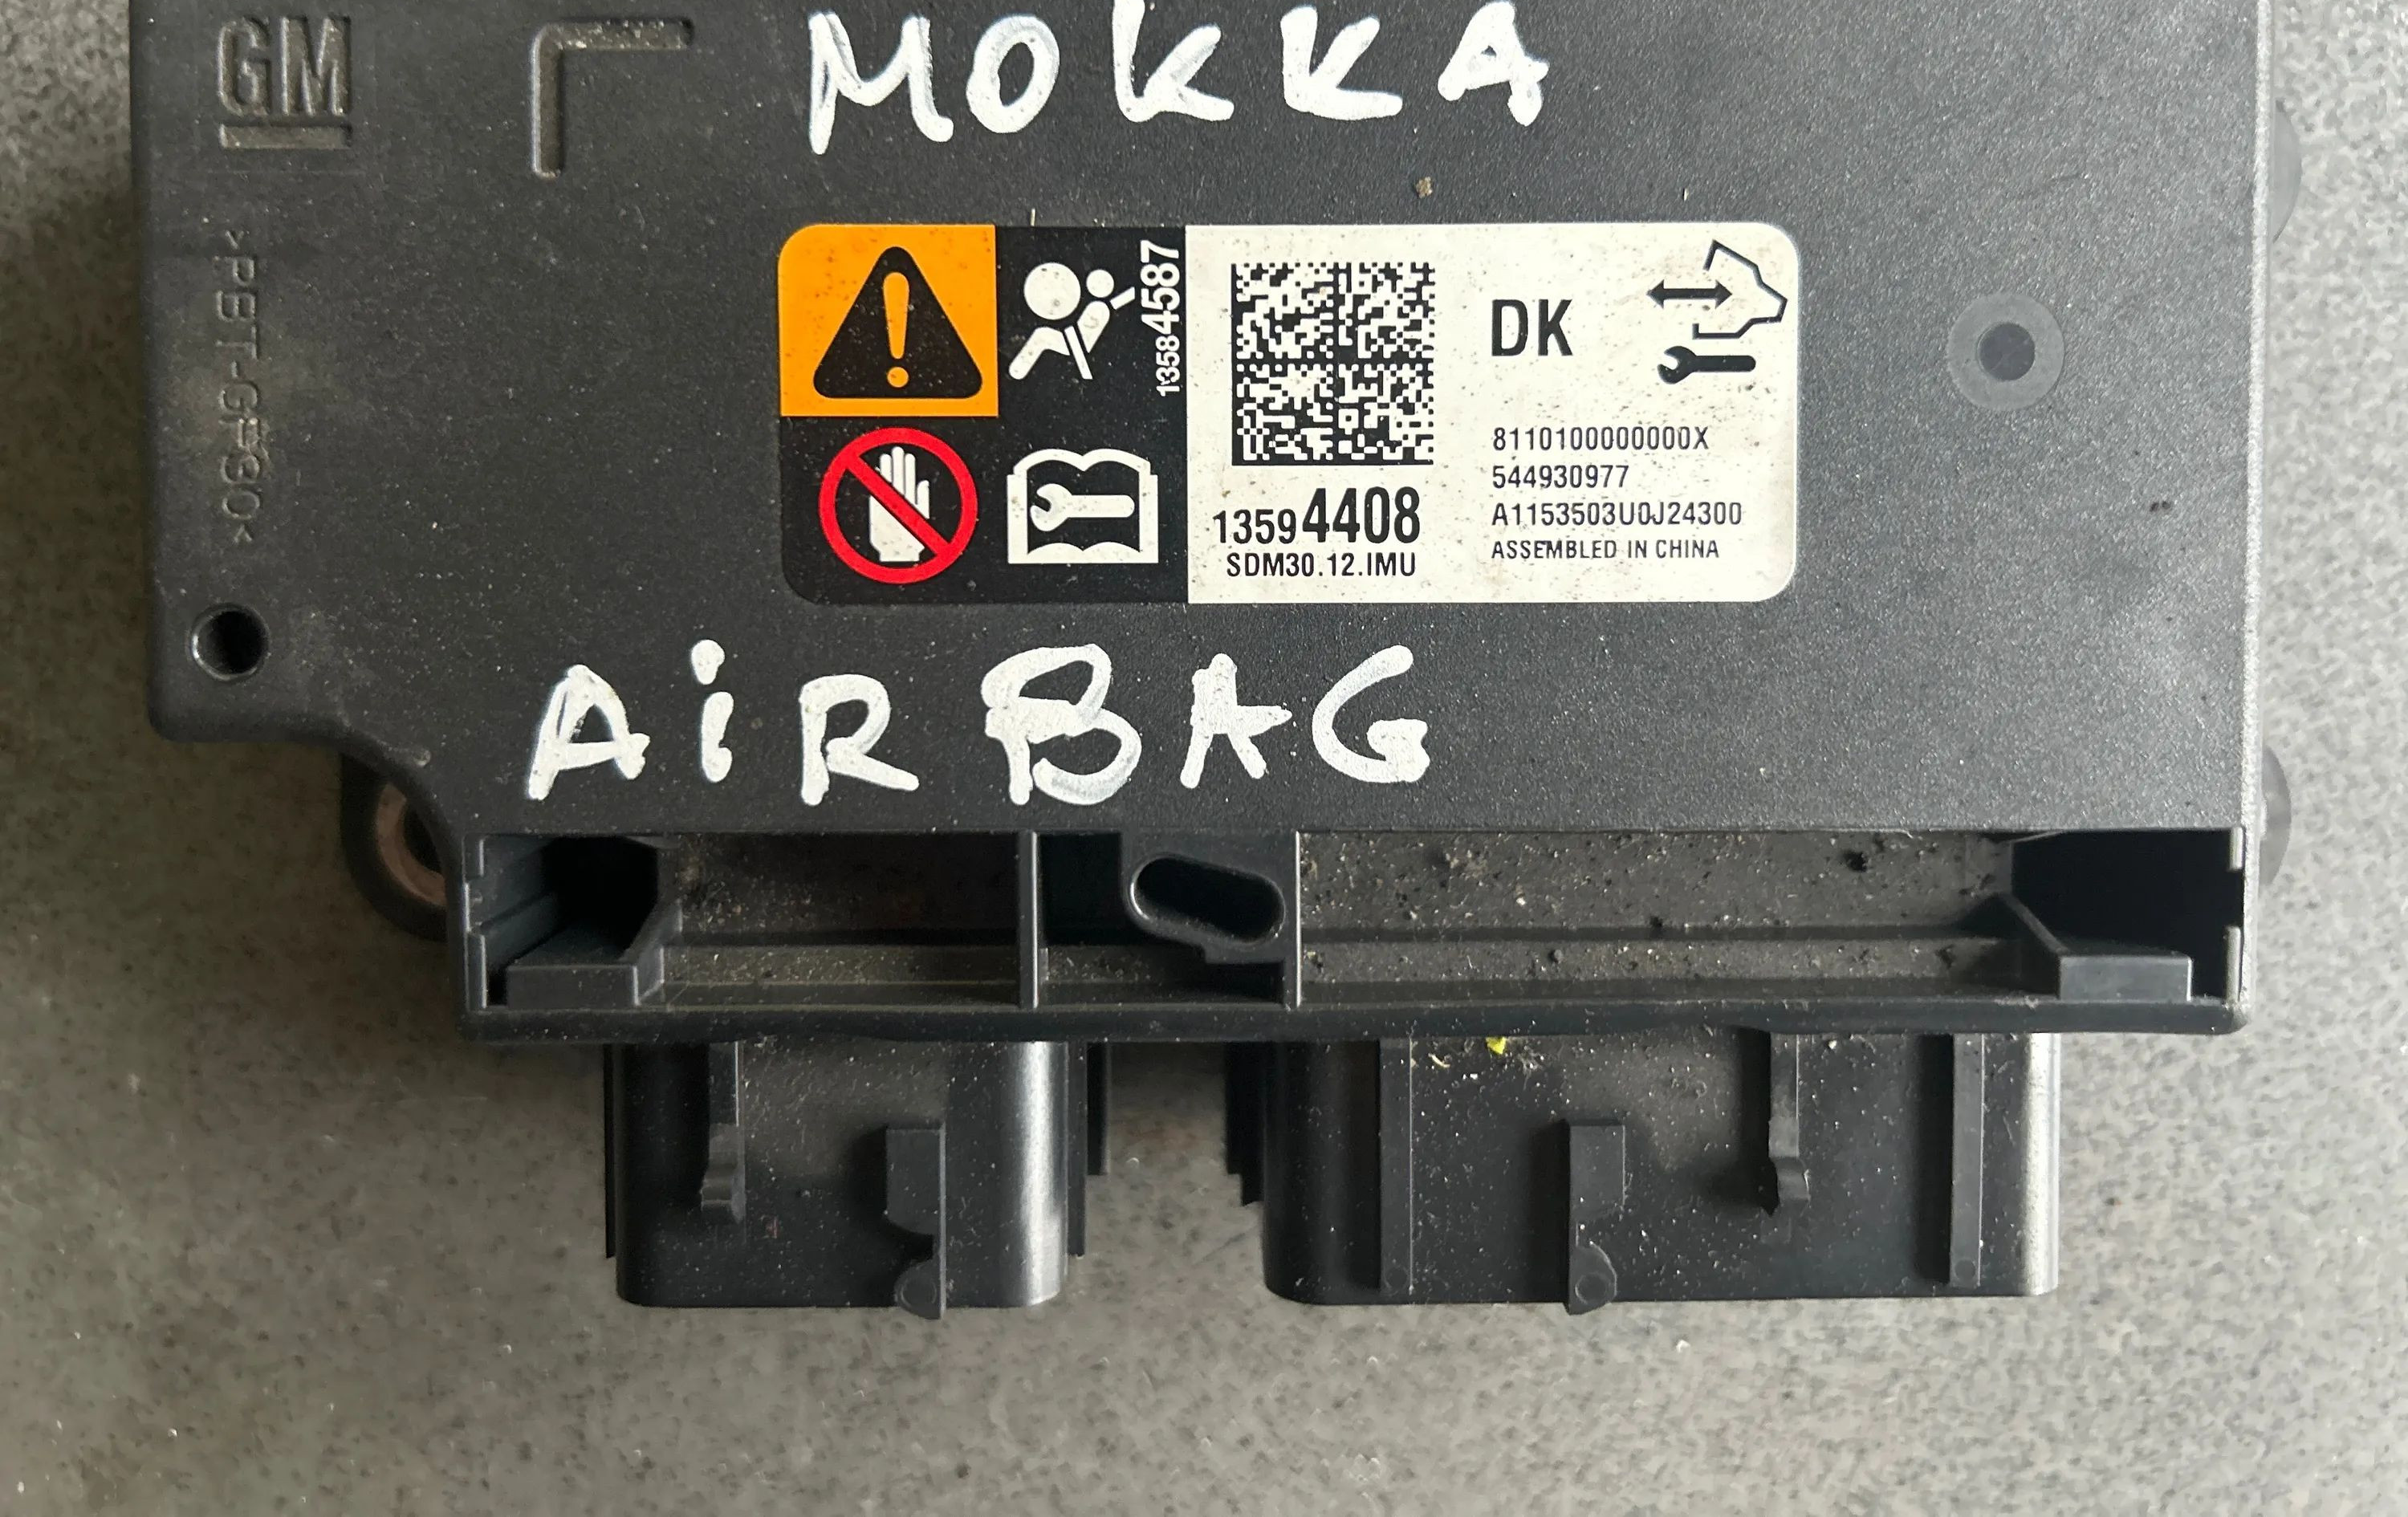 GM
MOKKA
>PBT-GF30<
13584587
DK
13594408
SDM30.12.IMU
8110100000000X
544930977
A1153503U0J24300
ASSEMBLED IN CHINA
AiRBAG